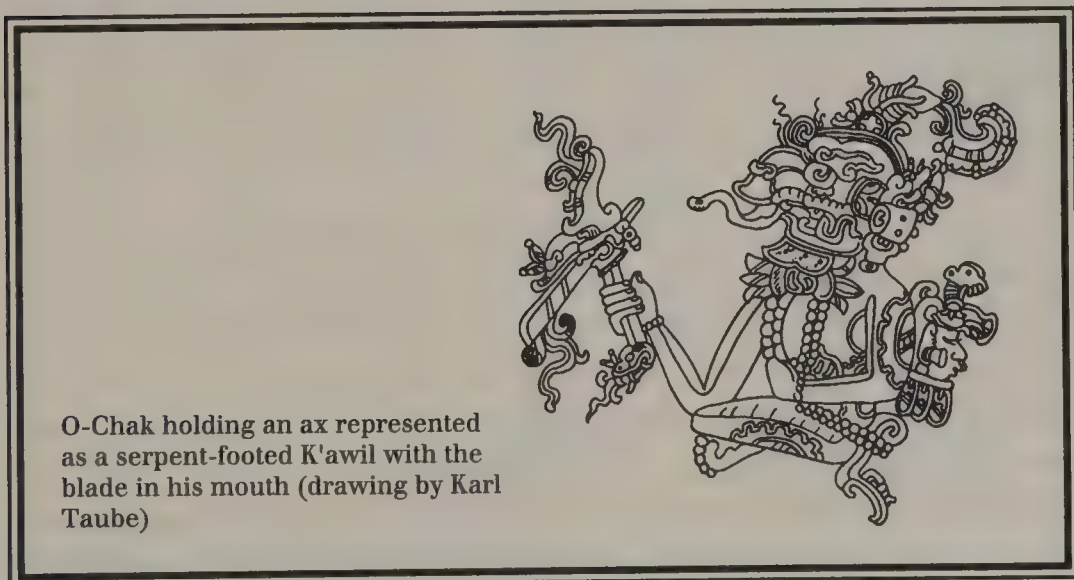 O-Chak holding an ax represented
as a serpent-footed K'awil with the
blade in his mouth (drawing by Karl
Taube)